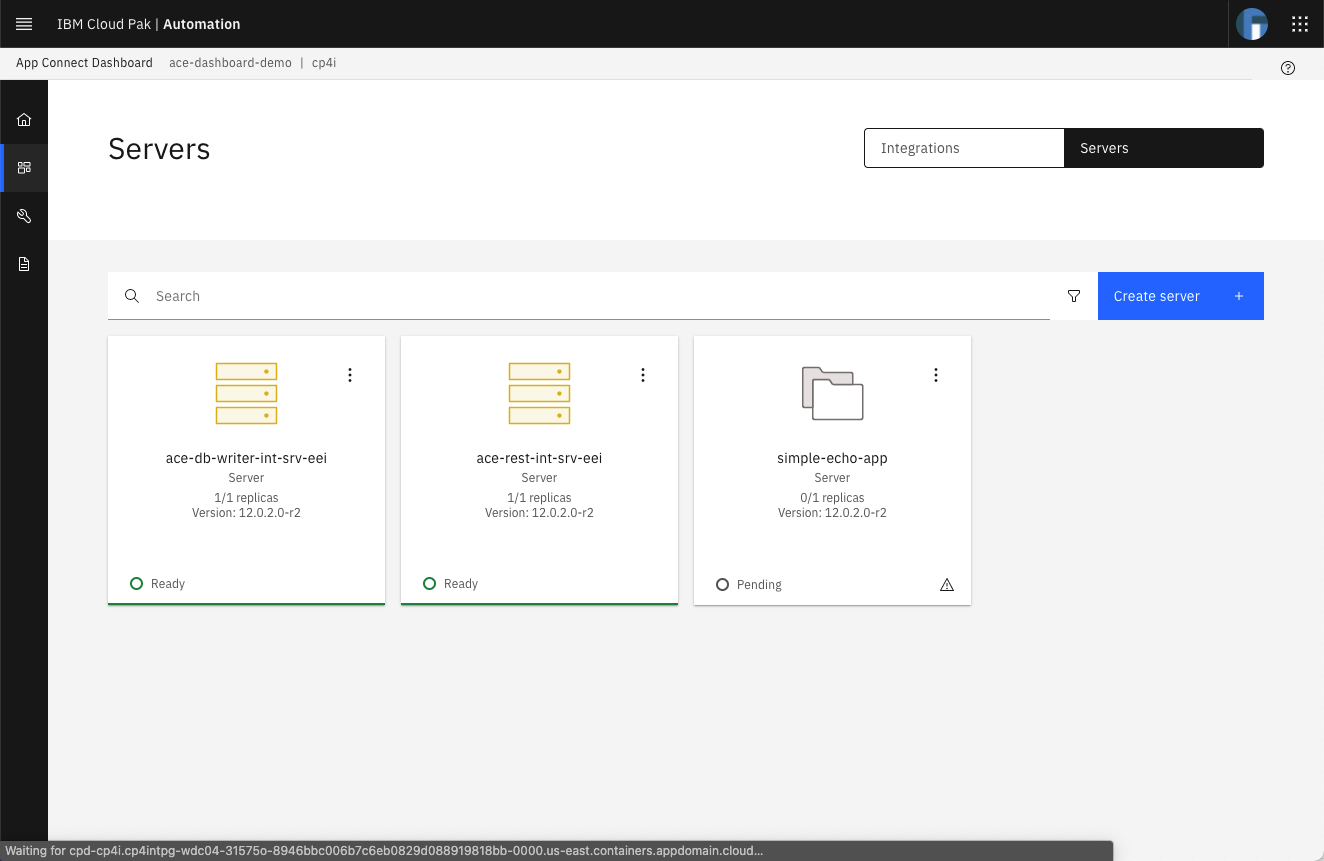 IBM Cloud Pak | Automation
App Connect Dashboard ace-dashboard-demo | cp4i
Servers
Integrations
Servers
Search
Create server +
ace-db-writer-int-srv-eei
Server
1/1 replicas
Version: 12.0.2.0-r2
Ready
ace-rest-int-srv-eei
Server
1/1 replicas
Version: 12.0.2.0-r2
Ready
simple-echo-app
Server
0/1 replicas
Version: 12.0.2.0-r2
Pending
Waiting for cpd-cp4i.cp4intpg-wdc04-31575o-8946bbc006b7c6eb0829d088919818bb-0000.us-east.containers.appdomain.cloud...